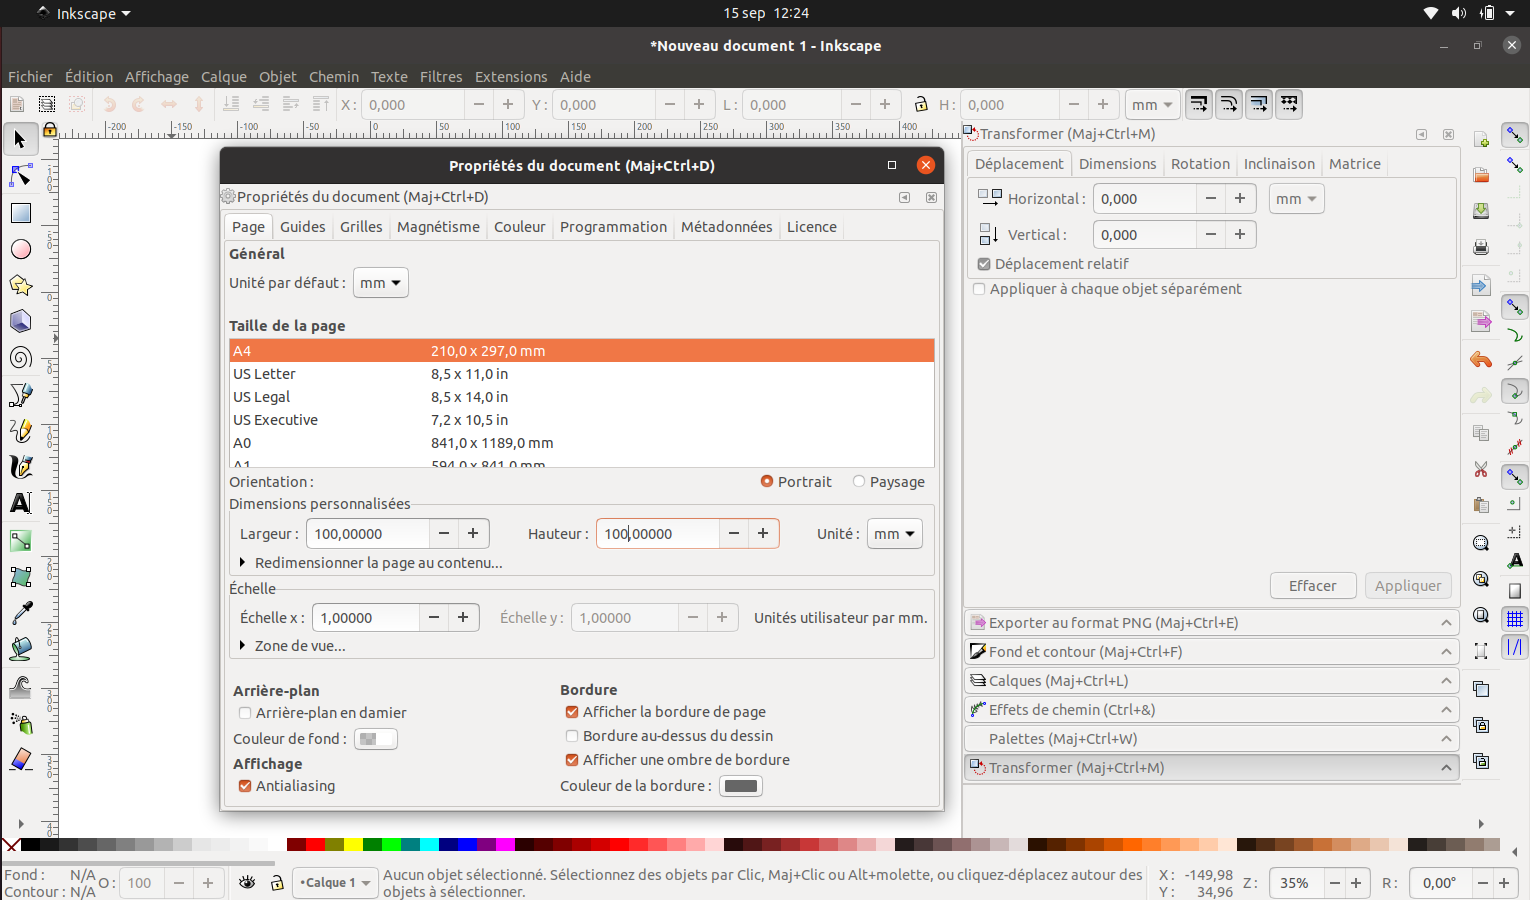 Inkscape
15 sep 12:24
*Nouveau document 1 - Inkscape
Fichier Édition Affichage Calque Objet Chemin Texte Filtres Extensions Aide
X : 0,000 Y : 0,000 L : 0,000 H : 0,000 mm
-200 -150 -100 -50 0 50 100 150 200 250 300 350 400
Transformer (Maj+Ctrl+M)
Déplacement Dimensions Rotation Inclinaison Matrice
Horizontal : 0,000 mm
Vertical : 0,000
Déplacement relatif
Appliquer à chaque objet séparément
Effacer Appliquer
Exporter au format PNG (Maj+Ctrl+E)
Fond et contour (Maj+Ctrl+F)
Calques (Maj+Ctrl+L)
Effets de chemin (Ctrl+&)
Palettes (Maj+Ctrl+W)
Transformer (Maj+Ctrl+M)
Propriétés du document (Maj+Ctrl+D)
Propriétés du document (Maj+Ctrl+D)
Page Guides Grilles Magnétisme Couleur Programmation Métadonnées Licence
Général
Unité par défaut : mm
Taille de la page
A4 210,0 x 297,0 mm
US Letter 8,5 x 11,0 in
US Legal 8,5 x 14,0 in
US Executive 7,2 x 10,5 in
A0 841,0 x 1189,0 mm
A1 594,0 x 841,0 mm
Orientation : Portrait Paysage
Dimensions personnalisées
Largeur : 100,00000 Hauteur : 100,00000 Unité : mm
Redimensionner la page au contenu...
Échelle
Échelle x : 1,00000 Échelle y : 1,00000 Unités utilisateur par mm.
Zone de vue...
Arrière-plan
Arrière-plan en damier
Couleur de fond :
Affichage
Antialiasing
Bordure
Afficher la bordure de page
Bordure au-dessus du dessin
Afficher une ombre de bordure
Couleur de la bordure :
Fond : N/A
Contour : N/A
O : 100
•Calque 1
Aucun objet sélectionné. Sélectionnez des objets par Clic, Maj+Clic ou Alt+molette, ou cliquez-déplacez autour des
objets à sélectionner.
X : -149,98
Y : 34,96
Z : 35% R : 0,00°